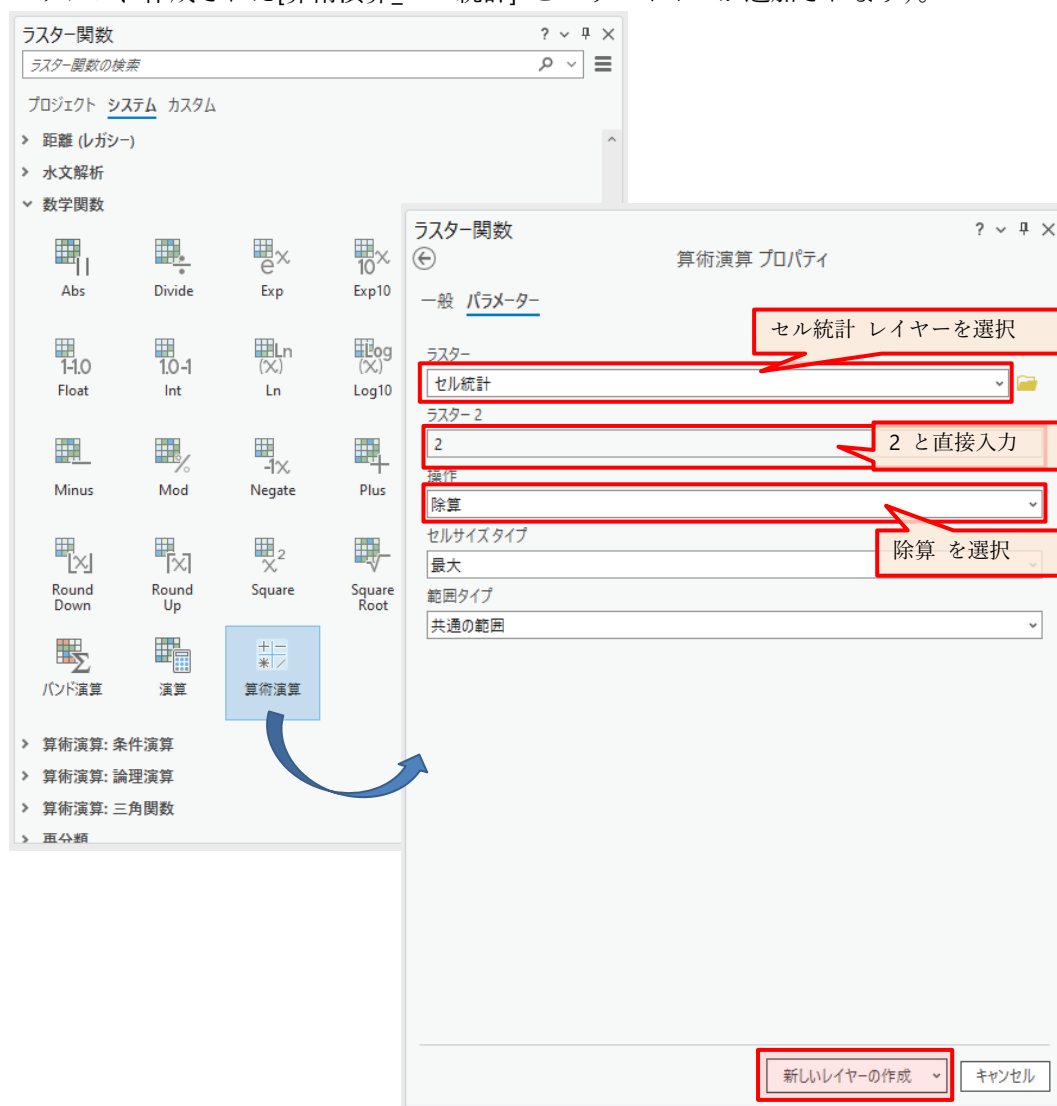 ラスター関数
ラスター関数の検索
プロジェクト システム カスタム
距離 (レガシー)
水文解析
数学関数
Abs Divide Exp Exp10
Float Int Ln Log10
Minus Mod Negate Plus
Round Down Round Up Square Square Root
バンド演算 演算 算術演算
算術演算: 条件演算
算術演算: 論理演算
算術演算: 三角関数
再分類
ラスター関数
算術演算 プロパティ
一般 パラメーター
セル統計 レイヤーを選択
ラスター
セル統計
ラスター 2
2
2 と直接入力
操作
除算
除算 を選択
セルサイズ タイプ
最大
範囲タイプ
共通の範囲
新しいレイヤーの作成 キャンセル